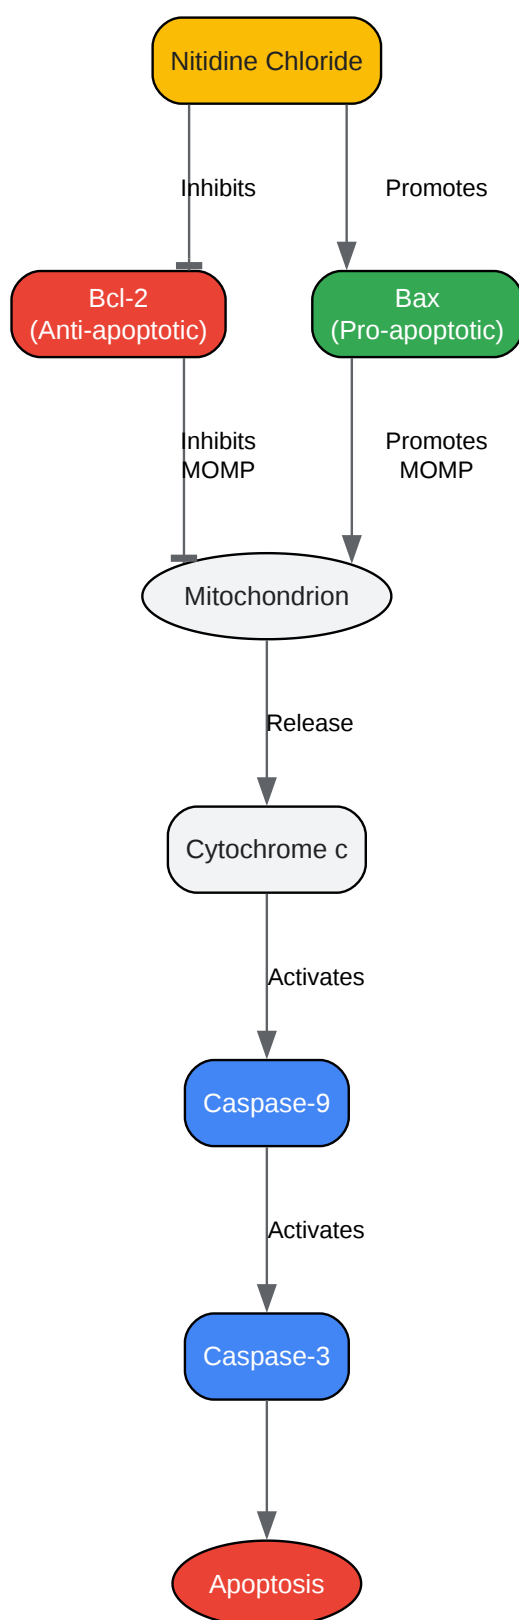 Nitidine Chloride
Inhibits
Promotes
Bcl-2
(Anti-apoptotic)
Bax
(Pro-apoptotic)
Inhibits
MOMP
Promotes
MOMP
Mitochondrion
Release
Cytochrome c
Activates
Caspase-9
Activates
Caspase-3
Apoptosis